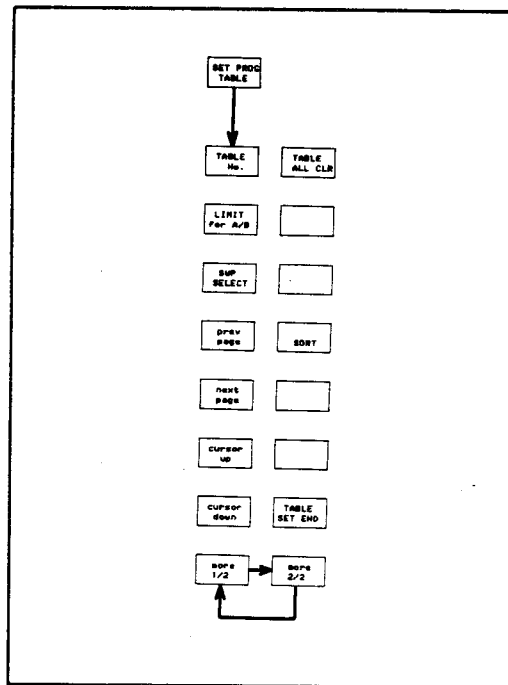 SET PROG
TABLE
TABLE
No.
TABLE
ALL CLR
LIMIT
for A/B
SWP
SELECT
prev
page
SORT
next
page
cursor
up
cursor
down
TABLE
SET END
more
1/2
more
2/2